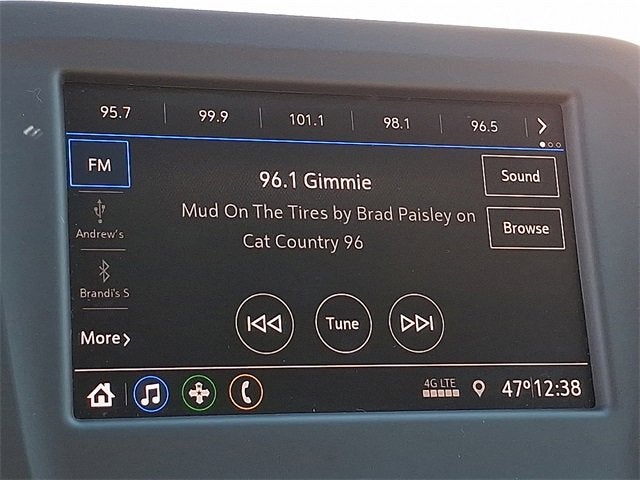 95.7 99.9 101.1 98.1 96.5
FM
96.1 Gimmie
Sound
Mud On The Tires by Brad Paisley on
Cat Country 96
Browse
Andrew's
Brandi's S
More
Tune
4G LTE
47° 12:38